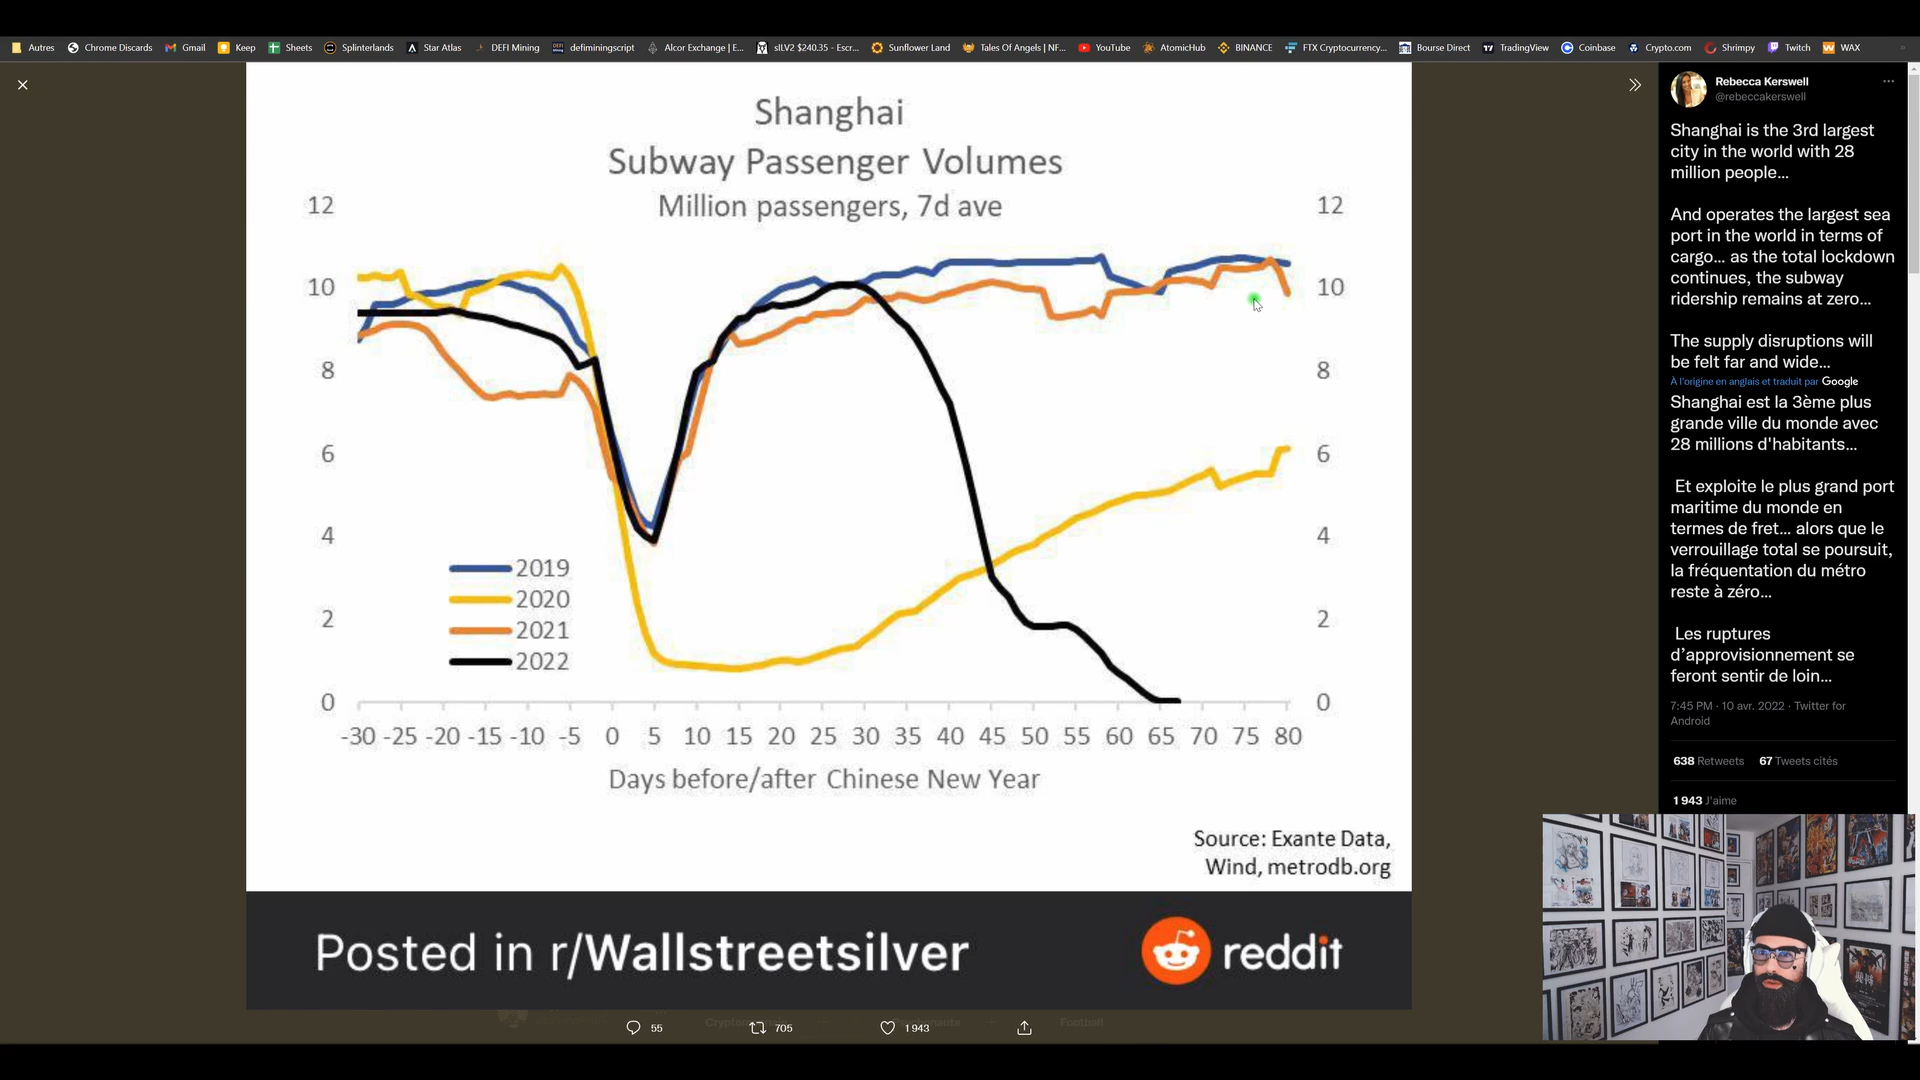 Autres Chrome Discards Gmail Keep Sheets Splinterlands Star Atlas DEFI Mining defiminingscript Alcor Exchange | E... sILV2 $240.35 - Escr... Sunflower Land Tales Of Angels | NF... YouTube AtomicHub BINANCE FTX Cryptocurrency... Bourse Direct TradingView Coinbase Crypto.com Shrimpy Twitch WAX
Shanghai
Subway Passenger Volumes
Million passengers, 7d ave
12 12
10 10
8 8
6 6
4 4
2 2
0 0
2019
2020
2021
2022
-30 -25 -20 -15 -10 -5 0 5 10 15 20 25 30 35 40 45 50 55 60 65 70 75 80
Days before/after Chinese New Year
Source: Exante Data,
Wind, metrodb.org
Posted in r/Wallstreetsilver
reddit
55 705 1 943
Rebecca Kerswell
@rebeccakerswell
Shanghai is the 3rd largest
city in the world with 28
million people...
And operates the largest sea
port in the world in terms of
cargo... as the total lockdown
continues, the subway
ridership remains at zero...
The supply disruptions will
be felt far and wide...
À l'origine en anglais et traduit par Google
Shanghai est la 3ème plus
grande ville du monde avec
28 millions d'habitants...
Et exploite le plus grand port
maritime du monde en
termes de fret... alors que le
verrouillage total se poursuit,
la fréquentation du métro
reste à zéro...
Les ruptures
d'approvisionnement se
feront sentir de loin...
7:45 PM · 10 avr. 2022 · Twitter for
Android
638 Retweets 67 Tweets cités
1 943 J'aime